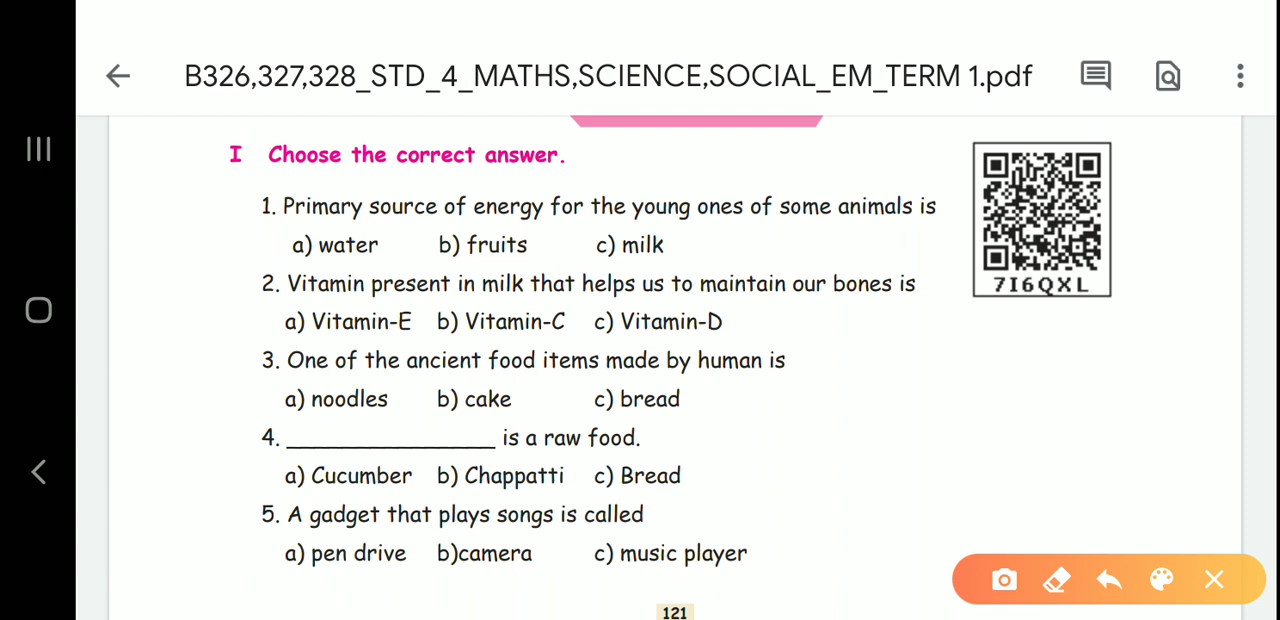 B326,327,328_STD_4_MATHS,SCIENCE,SOCIAL_EM_TERM 1.pdf
I Choose the correct answer.
1. Primary source of energy for the young ones of some animals is
a) water b) fruits c) milk
2. Vitamin present in milk that helps us to maintain our bones is
a) Vitamin-E b) Vitamin-C c) Vitamin-D
3. One of the ancient food items made by human is
a) noodles b) cake c) bread
4. _______________ is a raw food.
a) Cucumber b) Chappatti c) Bread
5. A gadget that plays songs is called
a) pen drive b)camera c) music player
7I6QXL
121